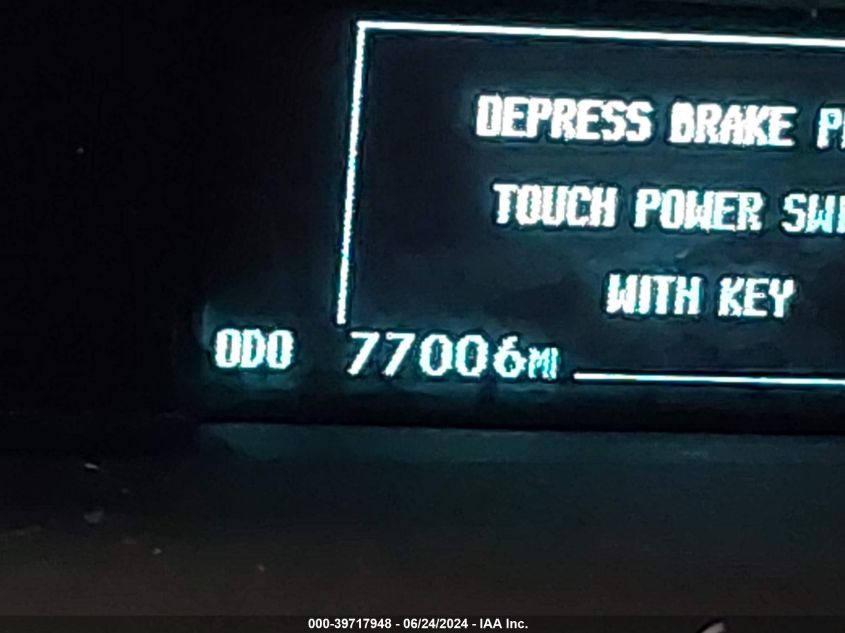 DEPRESS BRAKE
TOUCH POWER
WITH KEY
ODO 77006MI
000-39717948 - 06/24/2024 - IAA Inc.